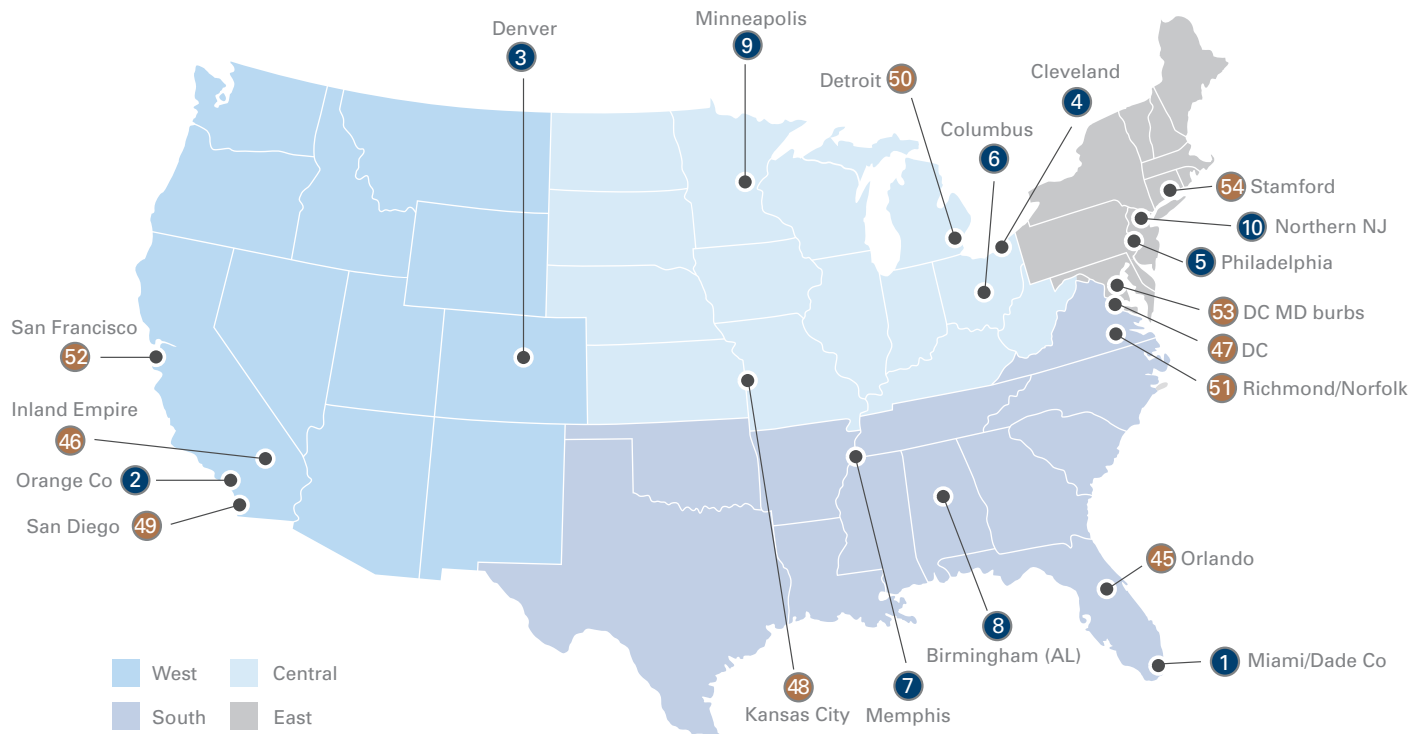 Minneapolis
9
Denver
3
Detroit 50
Cleveland
4
Columbus
6
54 Stamford
10 Northern NJ
5 Philadelphia
53 DC MD burbs
47 DC
51 Richmond/Norfolk
San Francisco
52
Inland Empire
46
Orange Co 2
San Diego 49
45 Orlando
8
Birmingham (AL)
1 Miami/Dade Co
48
Kansas City
7
Memphis
West
Central
South
East